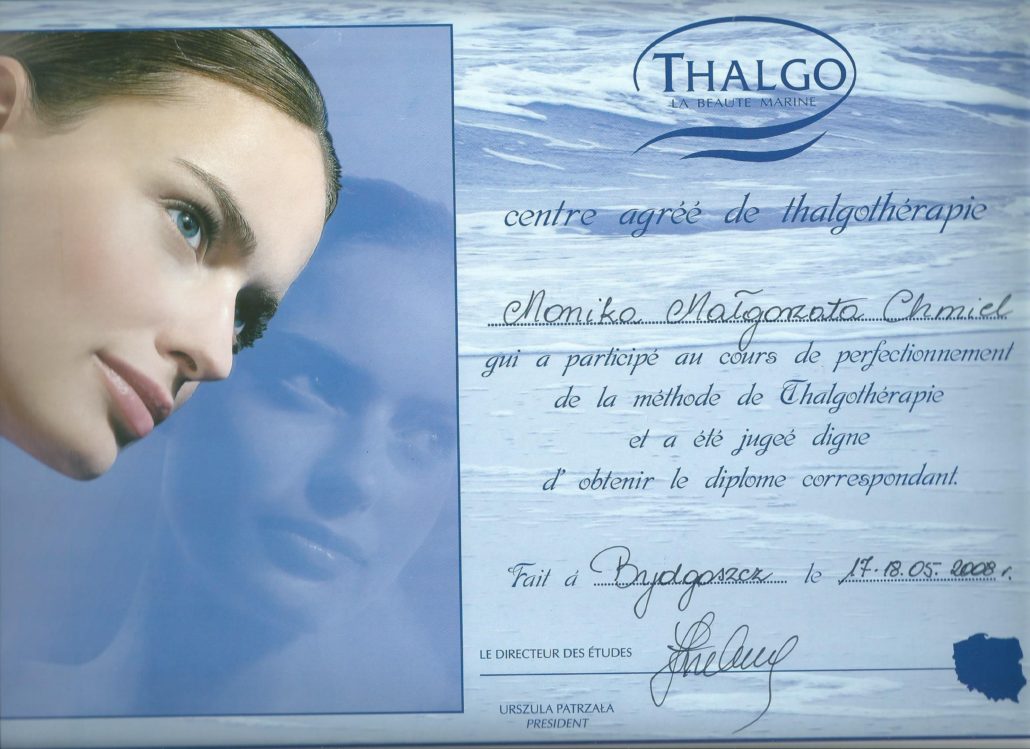 THALGO
LA BEAUTE MARINE
centre agréé de thalgothérapie
Monika Małgorzata Chmiel
qui a participé au cours de perfectionnement
de la méthode de Thalgothérapie
et a été jugeé digne
d' obtenir le diplome correspondant.
Fait á Bydgoszcz le 17-18.05-2008 r.
LE DIRECTEUR DES ÉTUDES
URSZULA PATRZAŁA
PRESIDENT